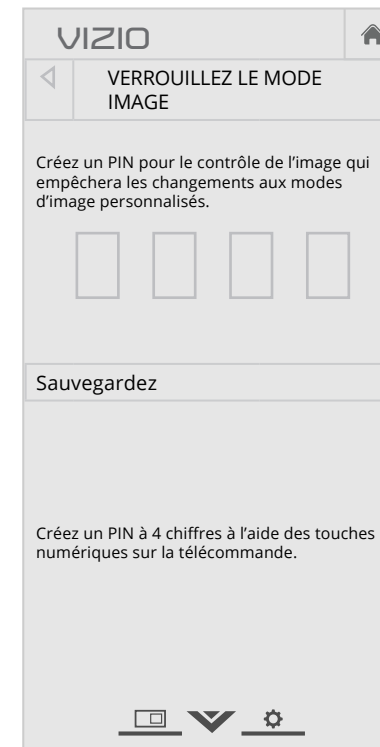 VIZIO
VERROUILLEZ LE MODE
IMAGE
Créez un PIN pour le contrôle de l'image qui
empêchera les changements aux modes
d'image personnalisés.
Sauvegardez
Créez un PIN à 4 chiffres à l'aide des touches
numériques sur la télécommande.